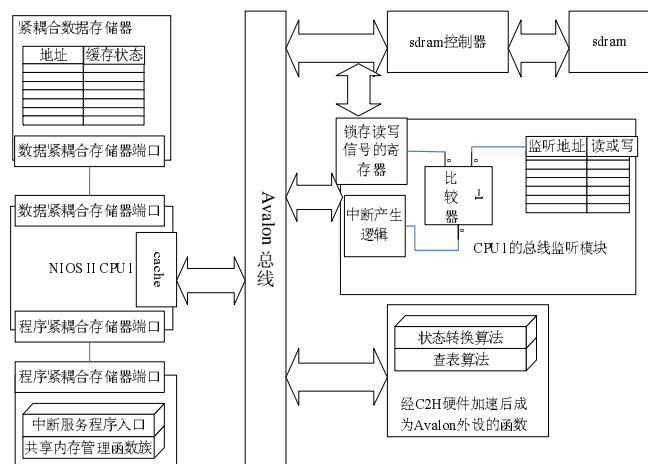 紧耦合数据存储器
地址 缓存状态
数据紧耦合存储器端口
数据紧耦合存储器端口
NIOS II CPU1
cache
程序紧耦合存储器端口
程序紧耦合存储器端口
中断服务程序入口
共享内存管理函数族
Avalon 总线
sdram控制器
sdram
锁存读写
信号的寄
存器
监听地址 读或写
比较器
-1
中断产生
逻辑
CPU1的总线监听模块
状态转换算法
查表算法
经C2H硬件加速后成
为Avalon外设的函数